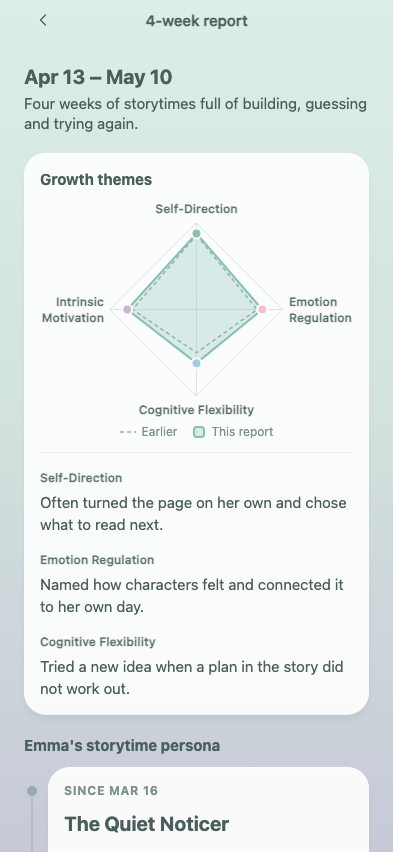 4-week report
Apr 13 – May 10
Four weeks of storytimes full of building, guessing
and trying again.
Growth themes
Self-Direction
Intrinsic
Motivation
Emotion
Regulation
Cognitive Flexibility
Earlier
This report
Self-Direction
Often turned the page on her own and chose
what to read next.
Emotion Regulation
Named how characters felt and connected it
to her own day.
Cognitive Flexibility
Tried a new idea when a plan in the story did
not work out.
Emma's storytime persona
SINCE MAR 16
The Quiet Noticer